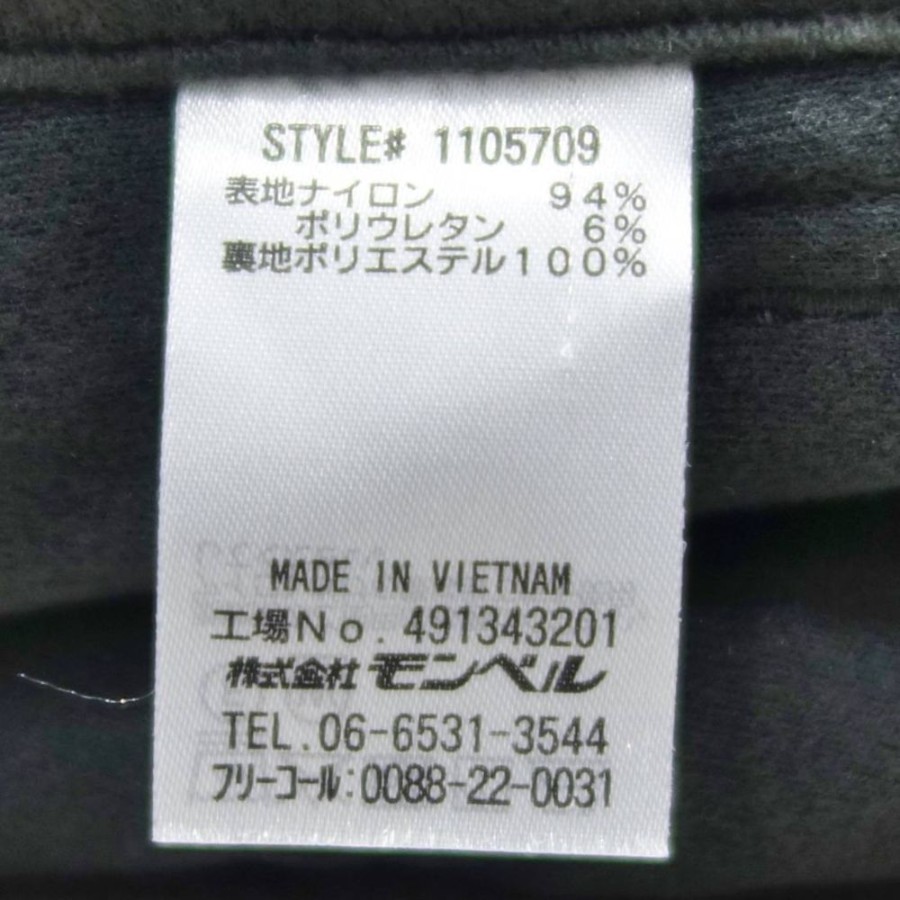 STYLE# 1105709
表地ナイロン 94%
ポリウレタン 6%
裏地ポリエステル100%
MADE IN VIETNAM
工場No. 491343201
株式会社 モンベル
TEL.06-6531-3544
フリーコール:0088-22-0031